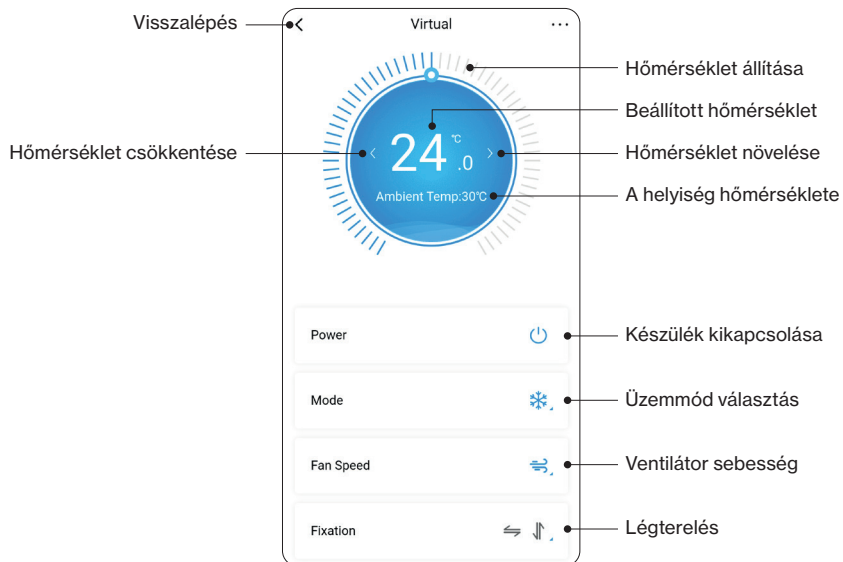 Visszalépés
Virtual
Hőmérséklet állítása
Beállított hőmérséklet
24.0 °C
Hőmérséklet csökkentése
Hőmérséklet növelése
Ambient Temp:30°C
A helyiség hőmérséklete
Power
Készülék kikapcsolása
Mode
Üzemmód választás
Fan Speed
Ventilátor sebesség
Fixation
Légterelés